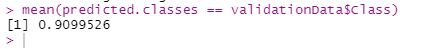 > mean(predicted.classes == validationData$Class)
[1] 0.9099526
>